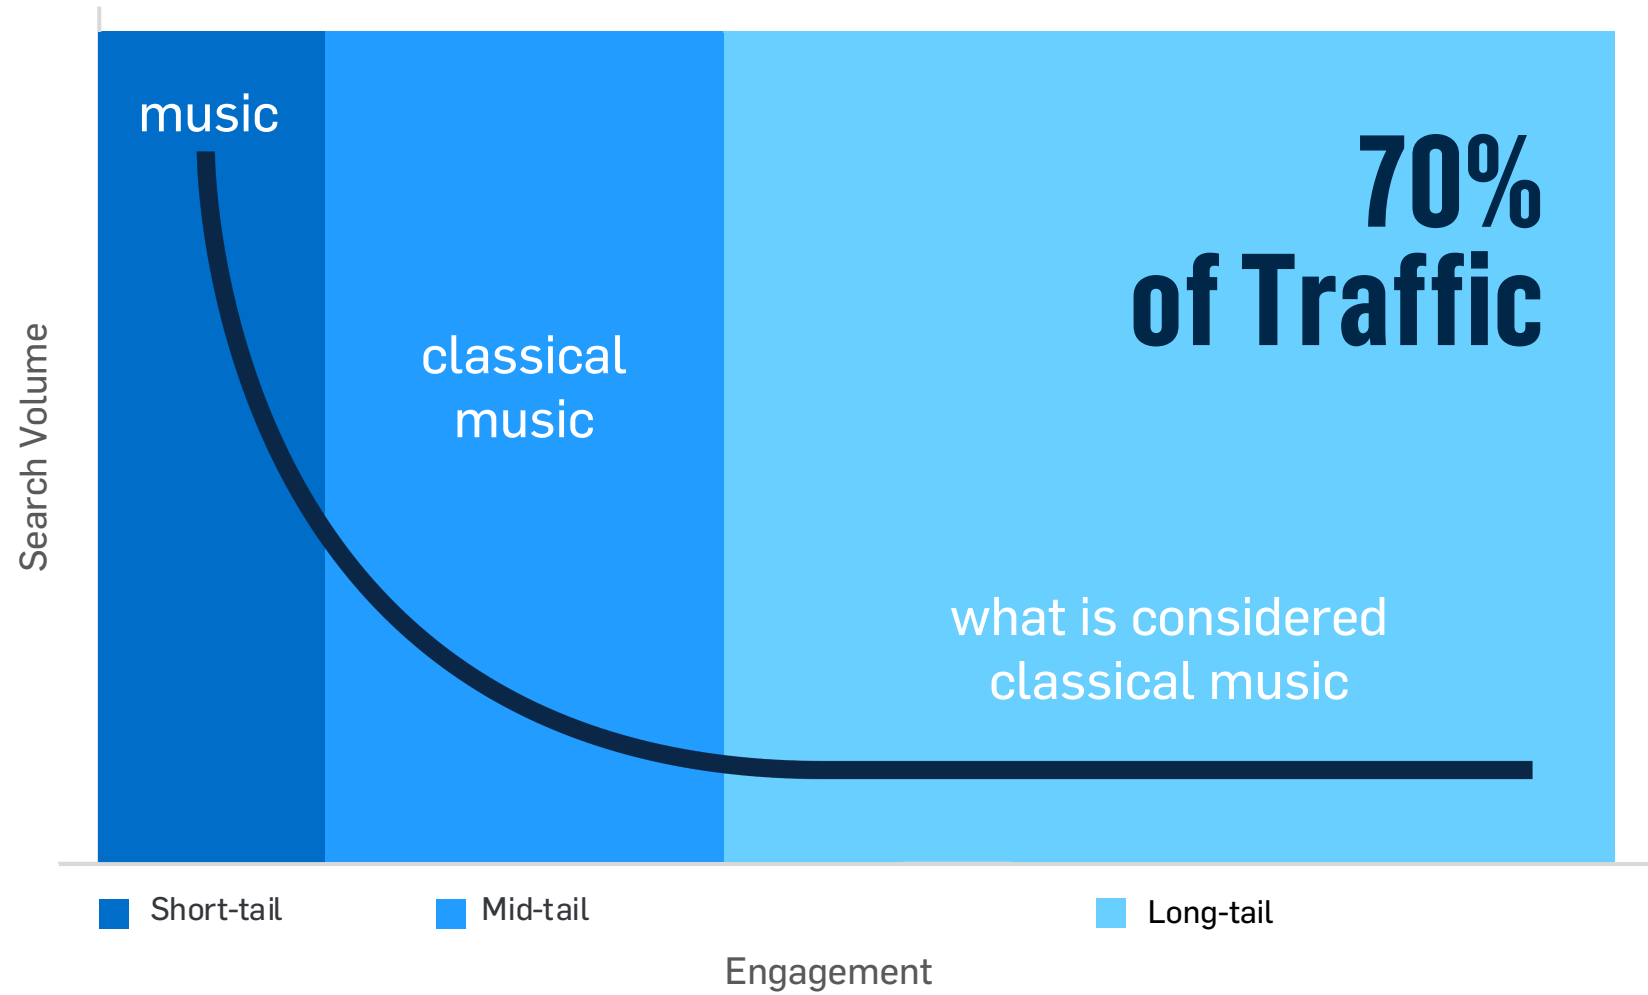 music
70%
of Traffic
classical
music
Search Volume
what is considered
classical music
Short-tail
Mid-tail
Long-tail
Engagement